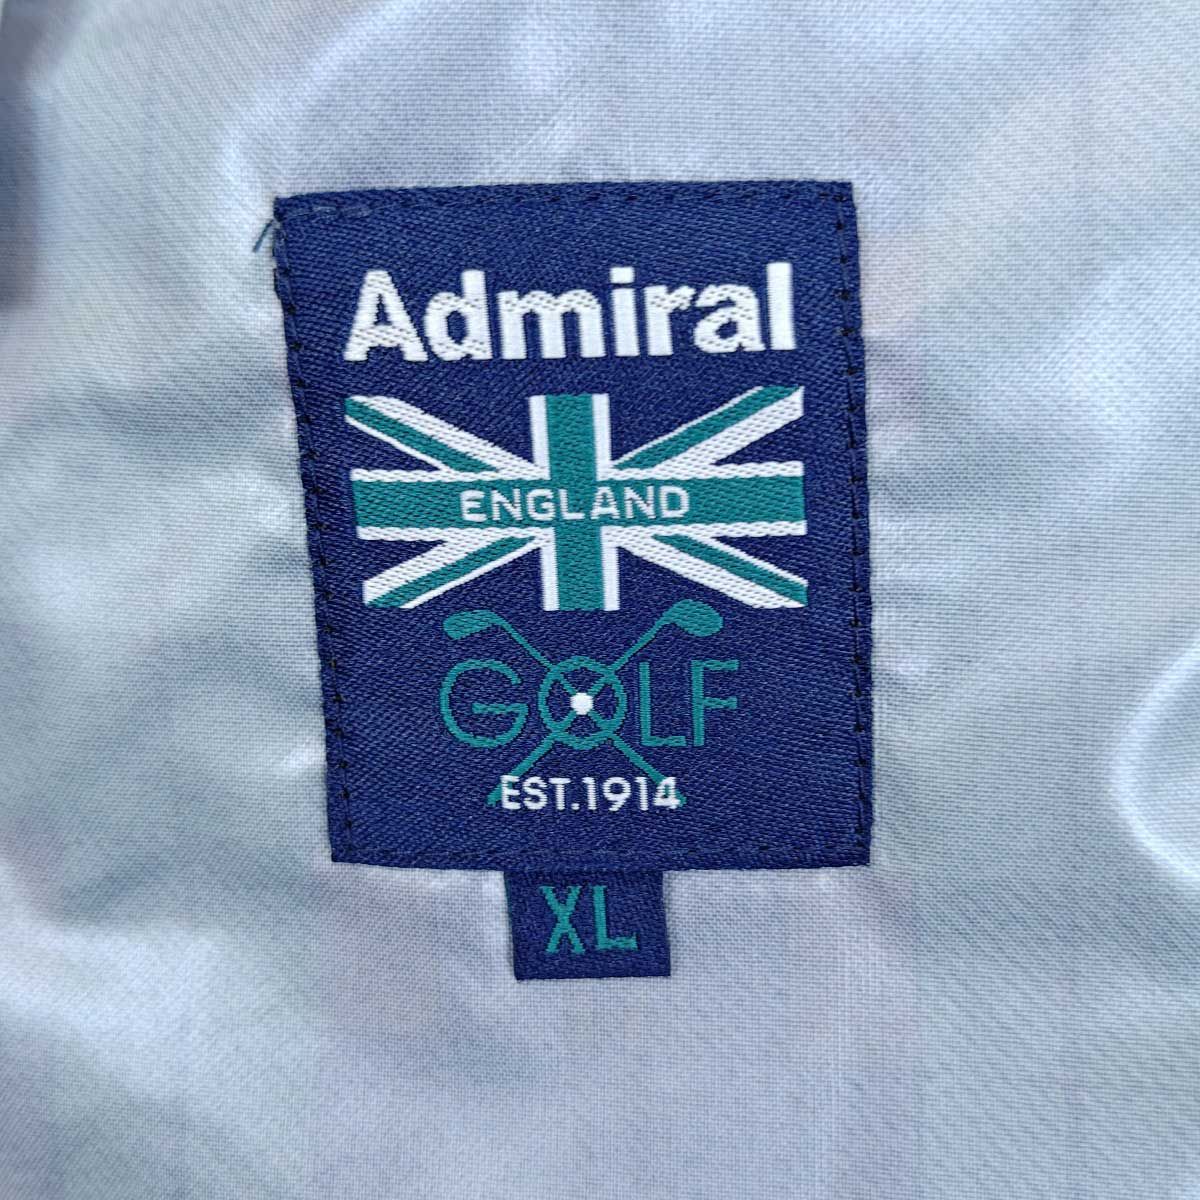 Admiral
ENGLAND
GOLF
EST.1914
XL